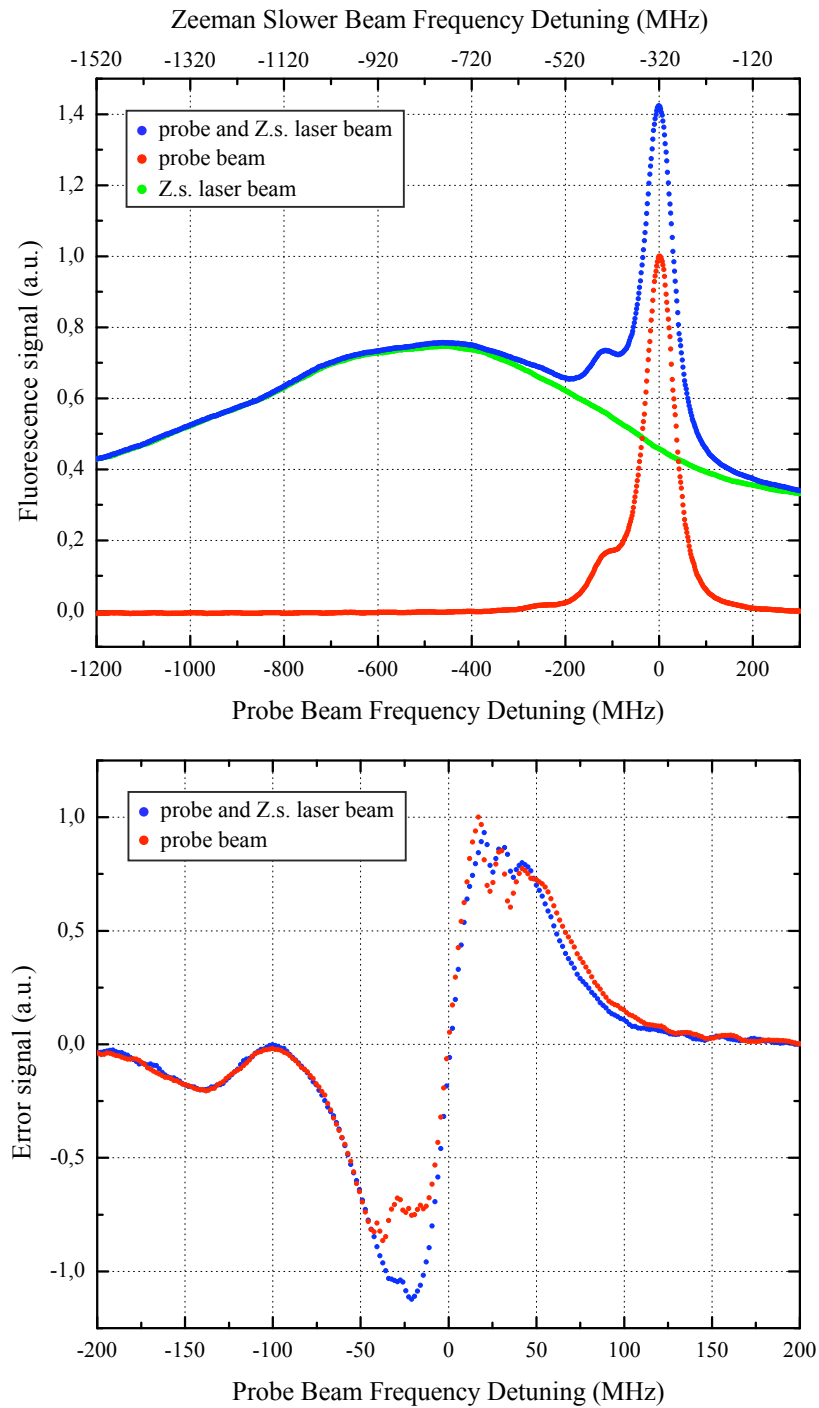 Zeeman Slower Beam Frequency Detuning (MHz)
-1520 -1320 -1120 -920 -720 -520 -320 -120
1,4
probe and Z.s. laser beam
probe beam
Z.s. laser beam
1,2
1,0
0,8
0,6
0,4
0,2
0,0
Fluorescence signal (a.u.)
-1200 -1000 -800 -600 -400 -200 0 200
Probe Beam Frequency Detuning (MHz)
probe and Z.s. laser beam
probe beam
1,0
0,5
0,0
-0,5
-1,0
Error signal (a.u.)
-200 -150 -100 -50 0 50 100 150 200
Probe Beam Frequency Detuning (MHz)